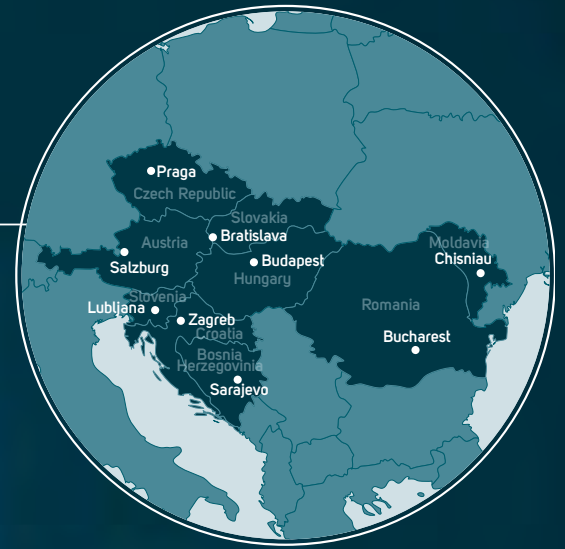 Praga
Czech Republic
Slovakia
Bratislava
Austria
Salzburg
Budapest
Hungary
Moldavia
Chisniau
Slovenia
Lubljana
Zagreb
Croatia
Romania
Bosnia
Herzegovinia
Sarajevo
Bucharest